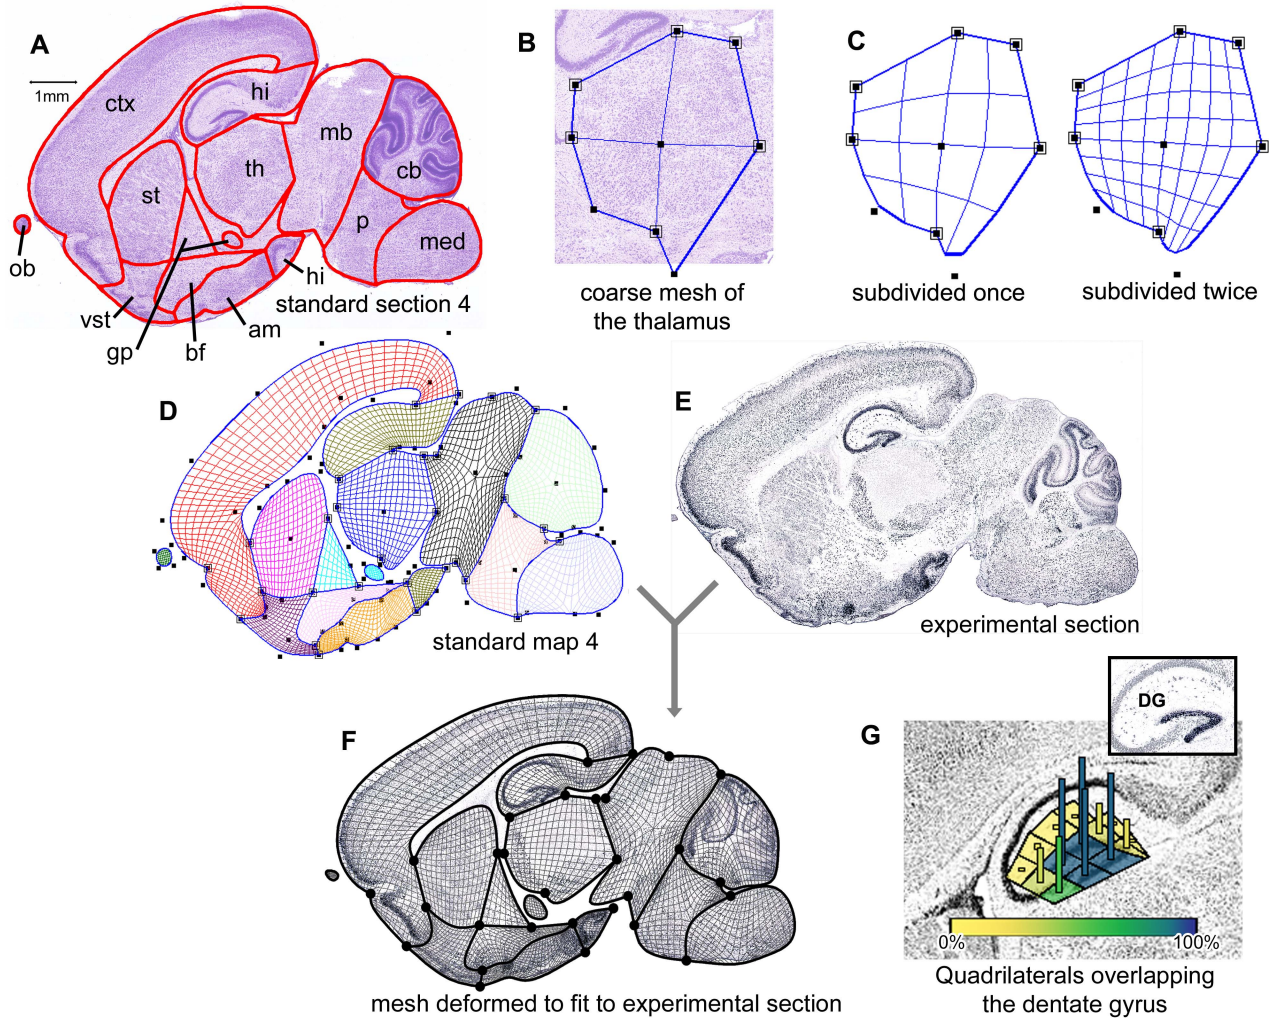 A
1mm
ctx
hi
mb
th
cb
st
p
med
ob
hi
standard section 4
vst
gp
bf
am
B
coarse mesh of
the thalamus
C
subdivided once
subdivided twice
D
standard map 4
E
experimental section
F
mesh deformed to fit to experimental section
G
DG
0%
100%
Quadrilaterals overlapping
the dentate gyrus